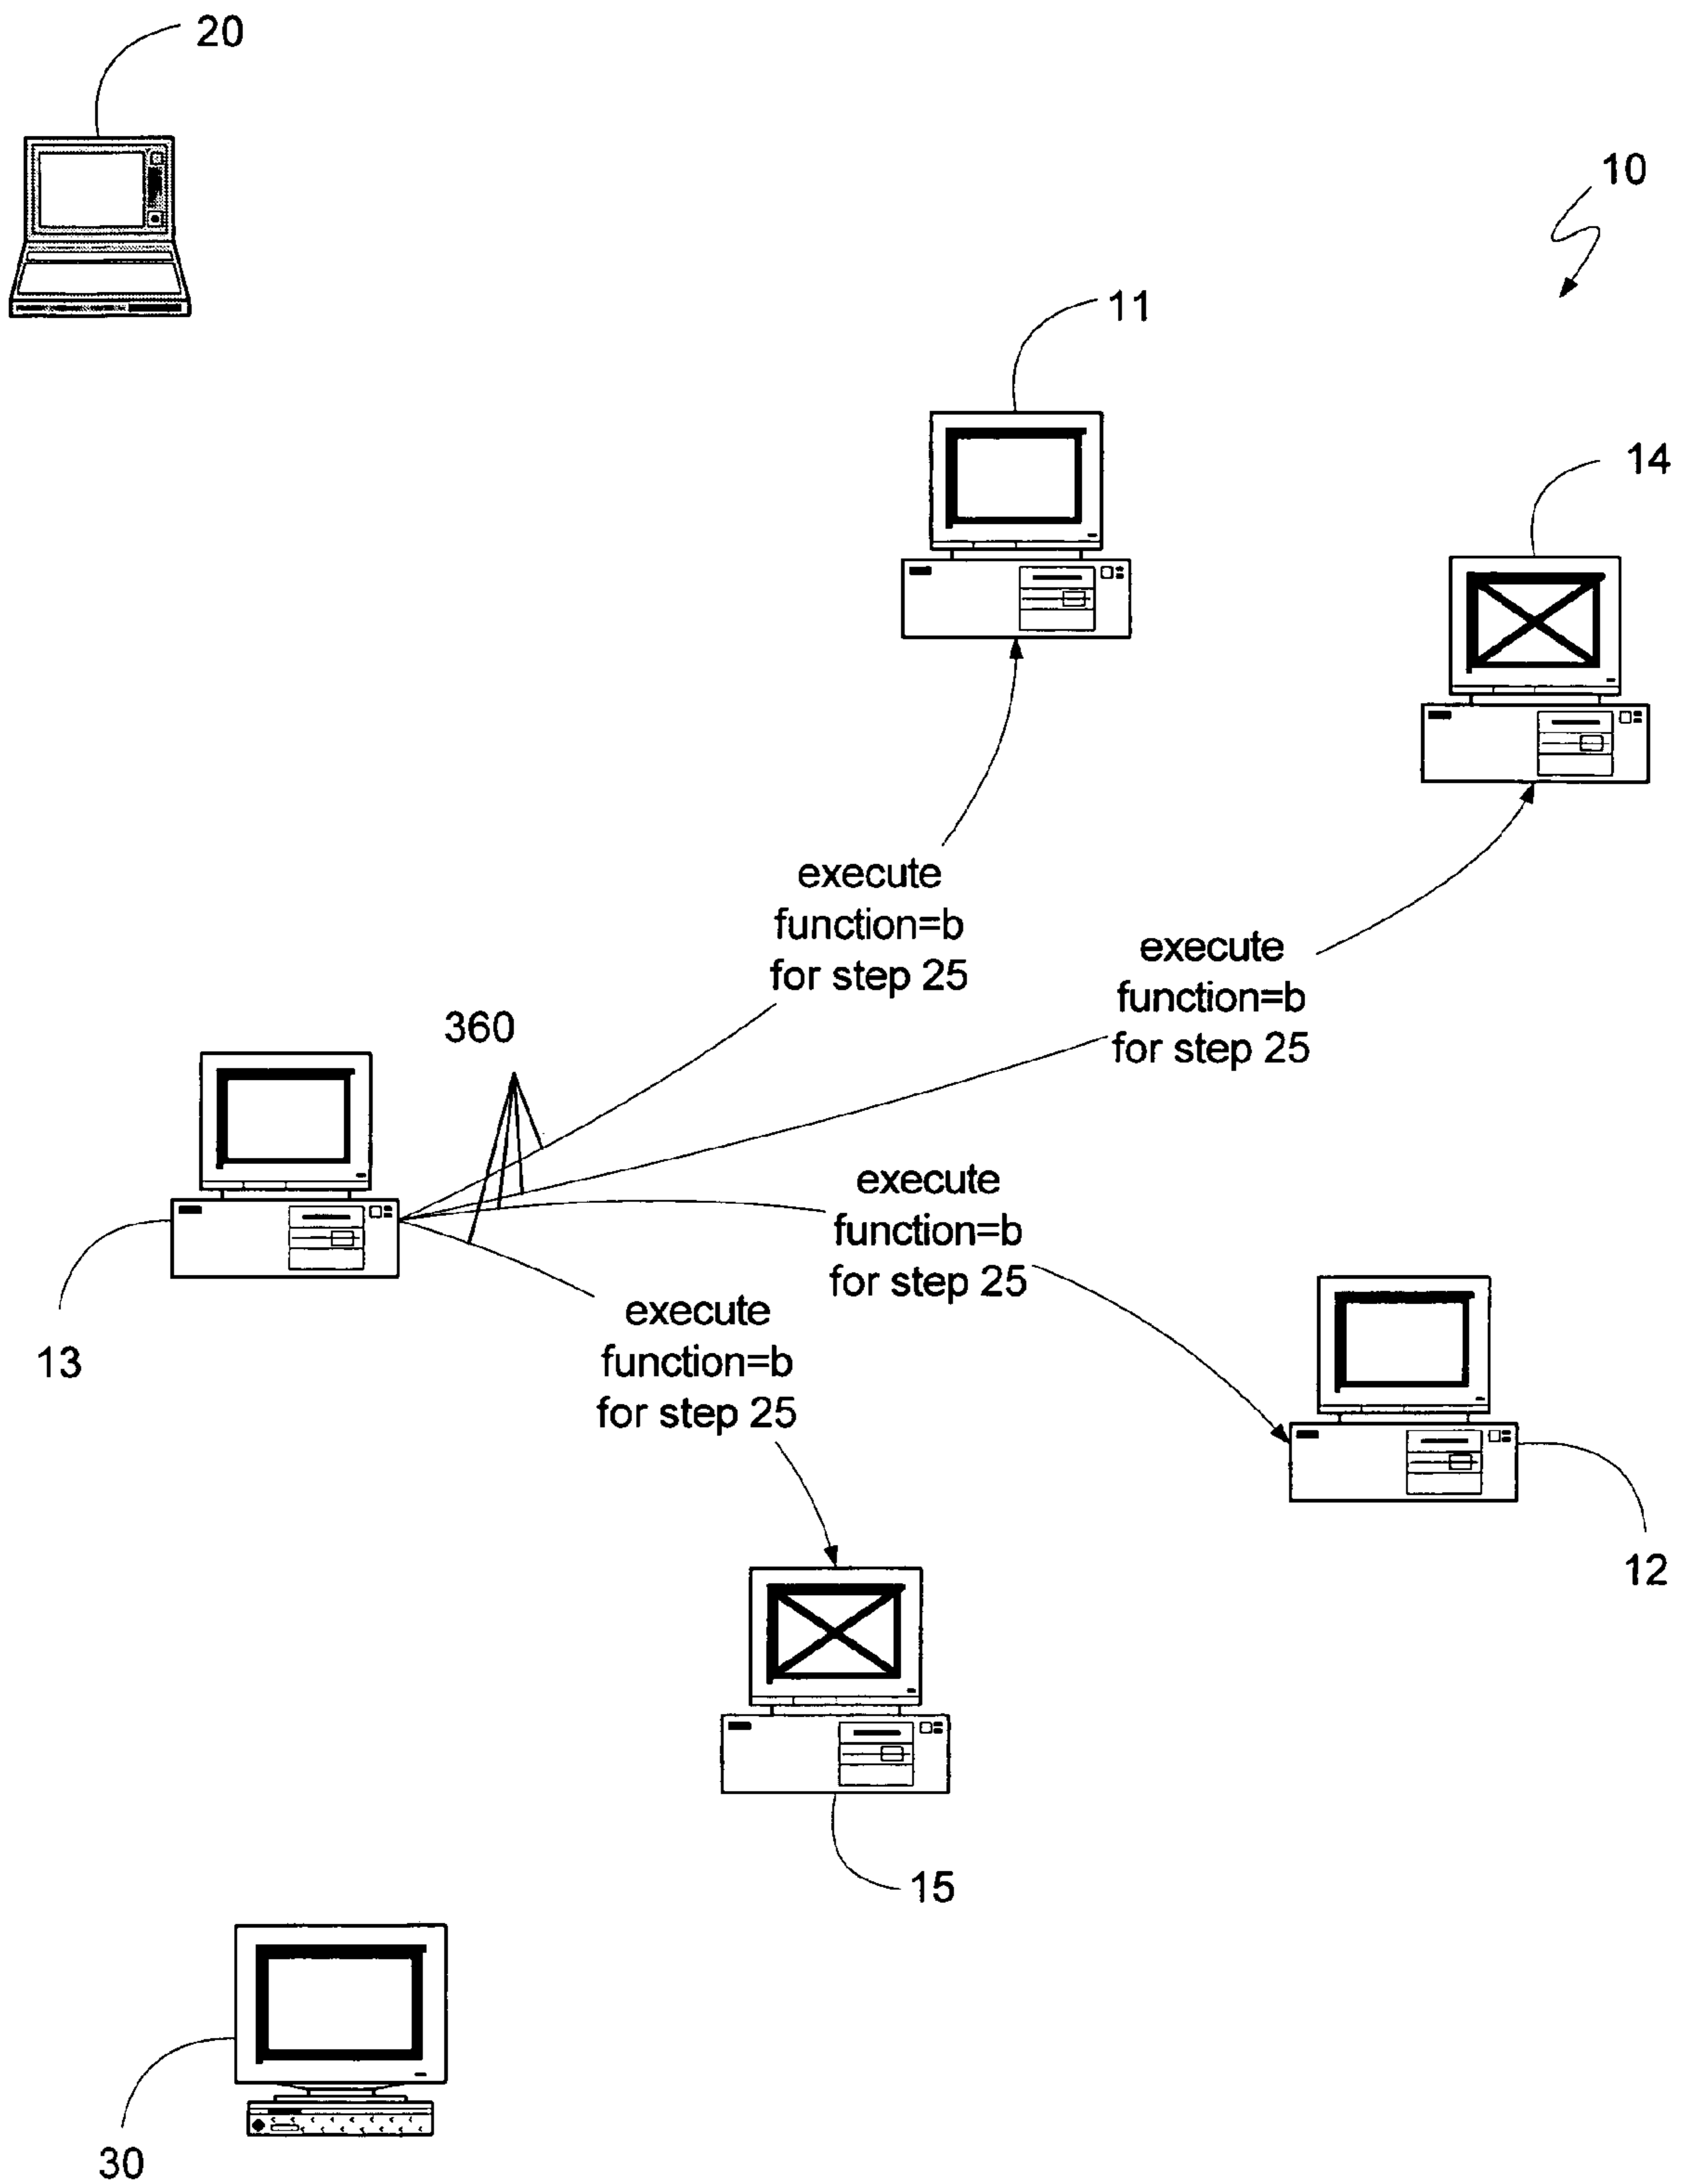 20
10
11
14
execute
function=b
for step 25
execute
function=b
for step 25
360
execute
function=b
for step 25
execute
function=b
for step 25
13
12
15
30